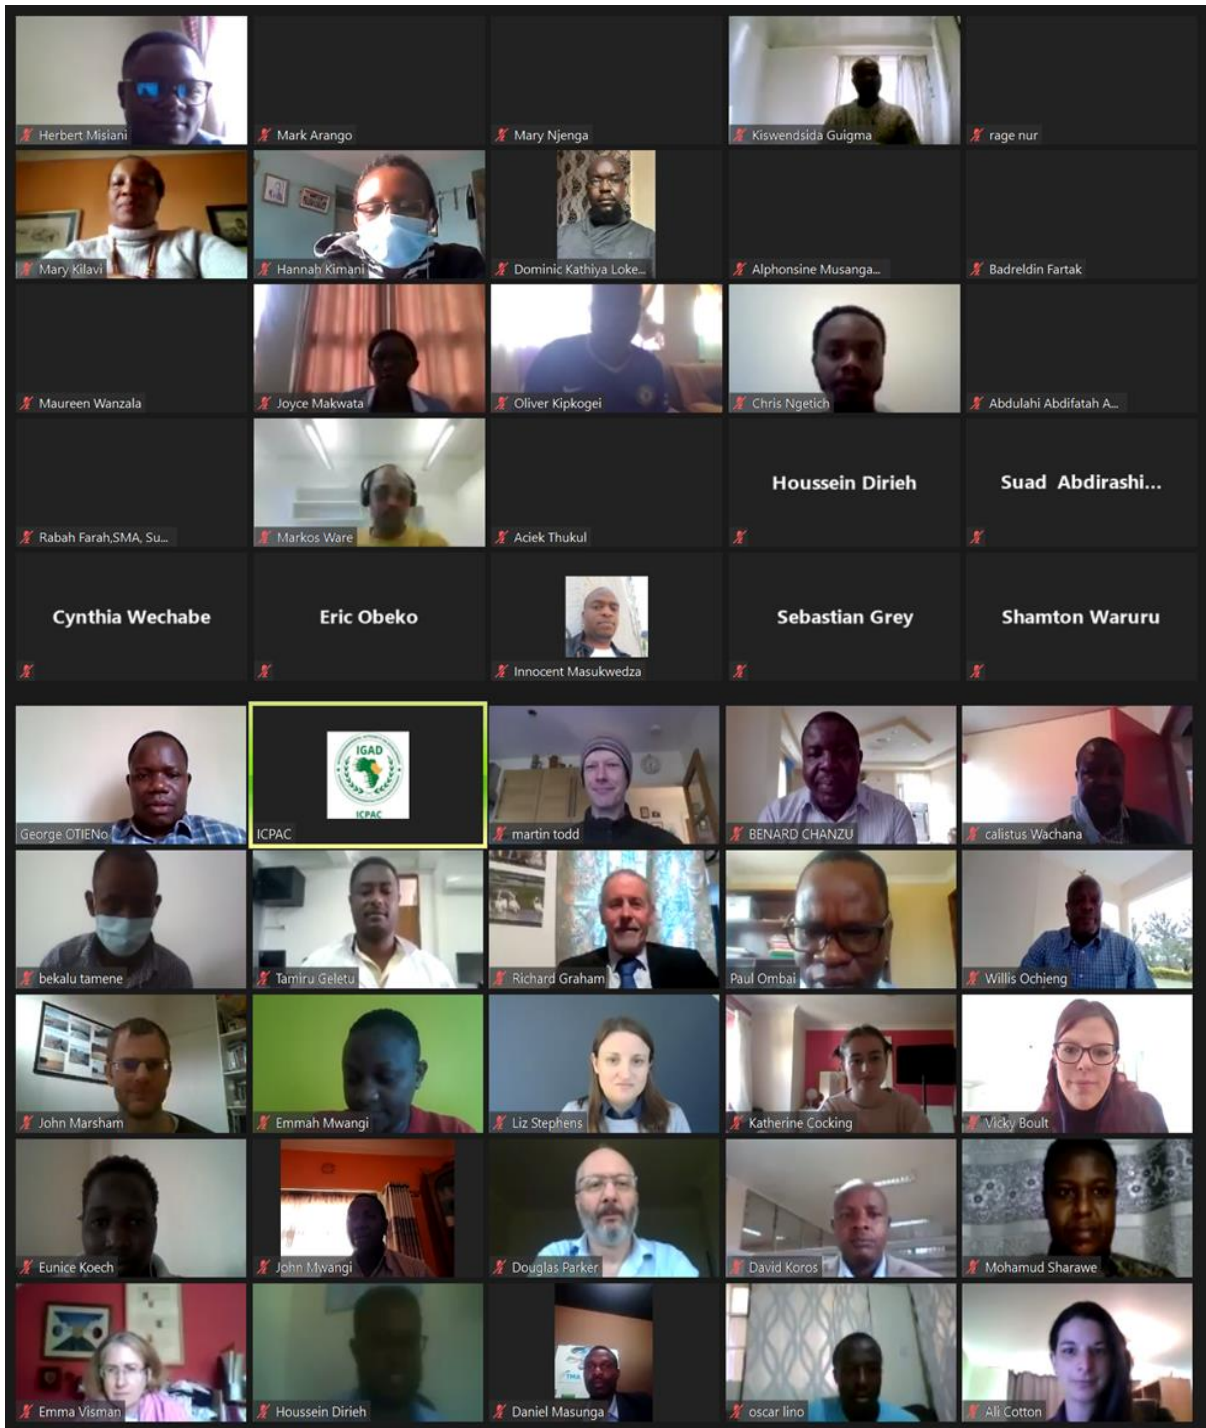 Herbert Misiani
Mark Arango
Mary Njenga
Kiswendsida Guigma
rage nur
Mary Kilavi
Hannah Kimani
Dominic Kathiya Loke...
Alphonsine Musanga...
Badreldin Fartak
Maureen Wanzala
Joyce Makwata
Oliver Kipkogei
Chris Ngetich
Abdulahi Abdifatah A...
Rabah Farah,SMA, Su...
Markos Ware
Aciek Thukul
Houssein Dirieh
Suad Abdirashi...
Cynthia Wechabe
Eric Obeko
Innocent Masukwedza
Sebastian Grey
Shamton Waruru
George OTIENo
IGAD
ICPAC
ICPAC
martin todd
BENARD CHANZU
calistus Wachana
bekalu tamene
Tamiru Geletu
Richard Graham
Paul Ombai
Willis Ochieng
John Marsham
Emmah Mwangi
Liz Stephens
Katherine Cocking
Vicky Boult
Eunice Koech
John Mwangi
Douglas Parker
David Koros
Mohamud Sharawe
Emma Visman
Houssein Dirieh
TMA
Daniel Masunga
oscar lino
Ali Cotton